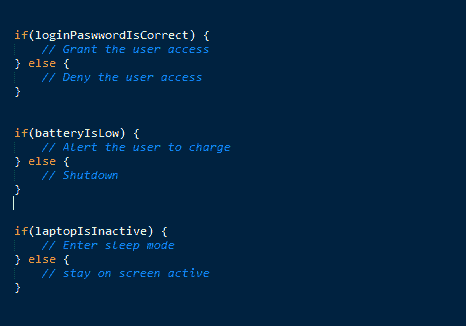 if(loginPaswwordIsCorrect) {
    // Grant the user access
} else {
    // Deny the user access
}
if(batteryIsLow) {
    // Alert the user to charge
} else {
    // Shutdown
}
if(laptopIsInactive) {
    // Enter sleep mode
} else {
    // stay on screen active
}